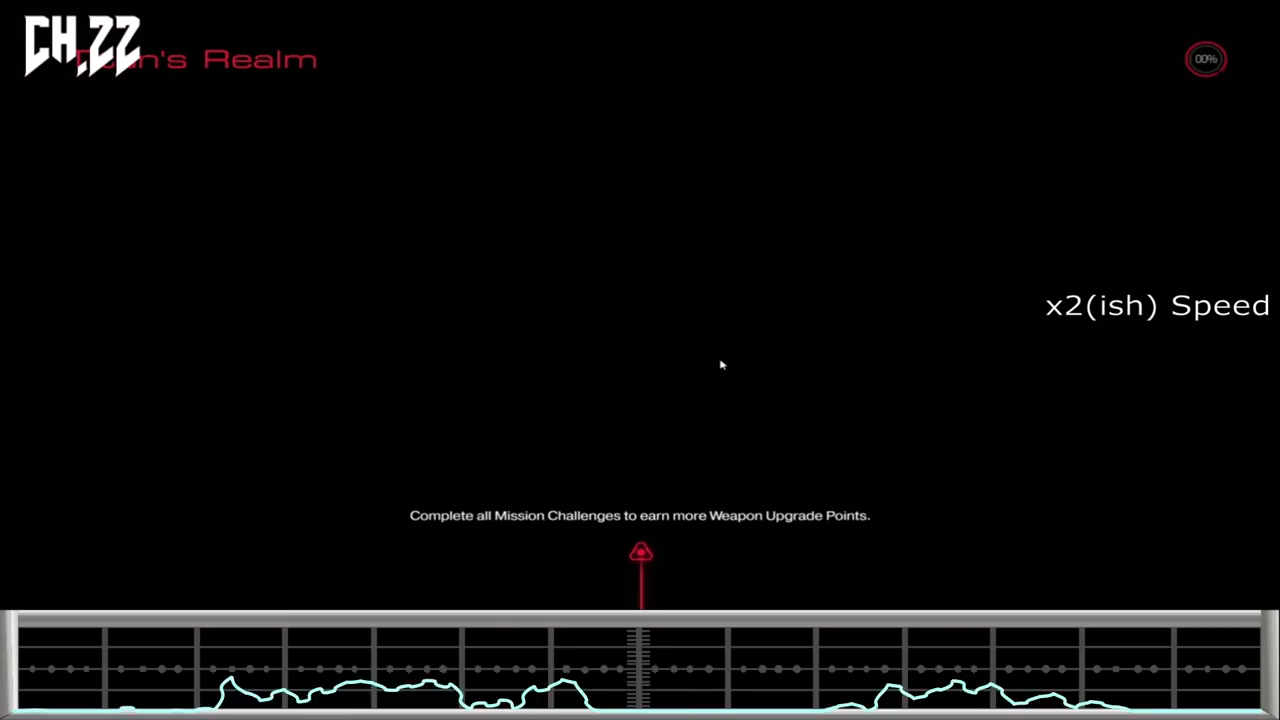 CH.22
Realm
00%
x2(ish) Speed
Complete all Mission Challenges to earn more Weapon Upgrade Points.